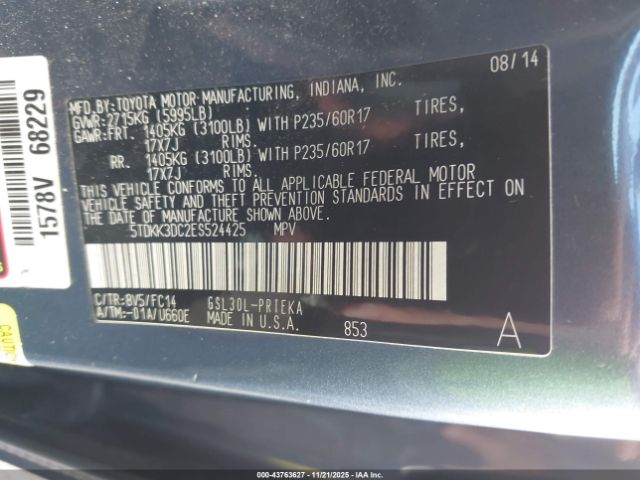 MFD.BY:TOYOTA MOTOR MANUFACTURING, INDIANA, INC. 08/14
GVWR:2715KG (5995LB)
GAWR:FRT. 1405KG (3100LB) WITH P235/60R17 TIRES,
17X7J RIMS.
RR. 1405KG (3100LB) WITH P235/60R17 TIRES,
17X7J RIMS.
THIS VEHICLE CONFORMS TO ALL APPLICABLE FEDERAL MOTOR
VEHICLE SAFETY AND THEFT PREVENTION STANDARDS IN EFFECT ON
THE DATE OF MANUFACTURE SHOWN ABOVE.
5TDKK3DC2ES524425 MPV
C/TR:8V5/FC14 GSL30L-PRIEKA
A/TM:-01A/U660E MADE IN U.S.A. 853 A
1578V 68229
CAUTI
000-43763627 - 11/21/2025 - IAAI.COM